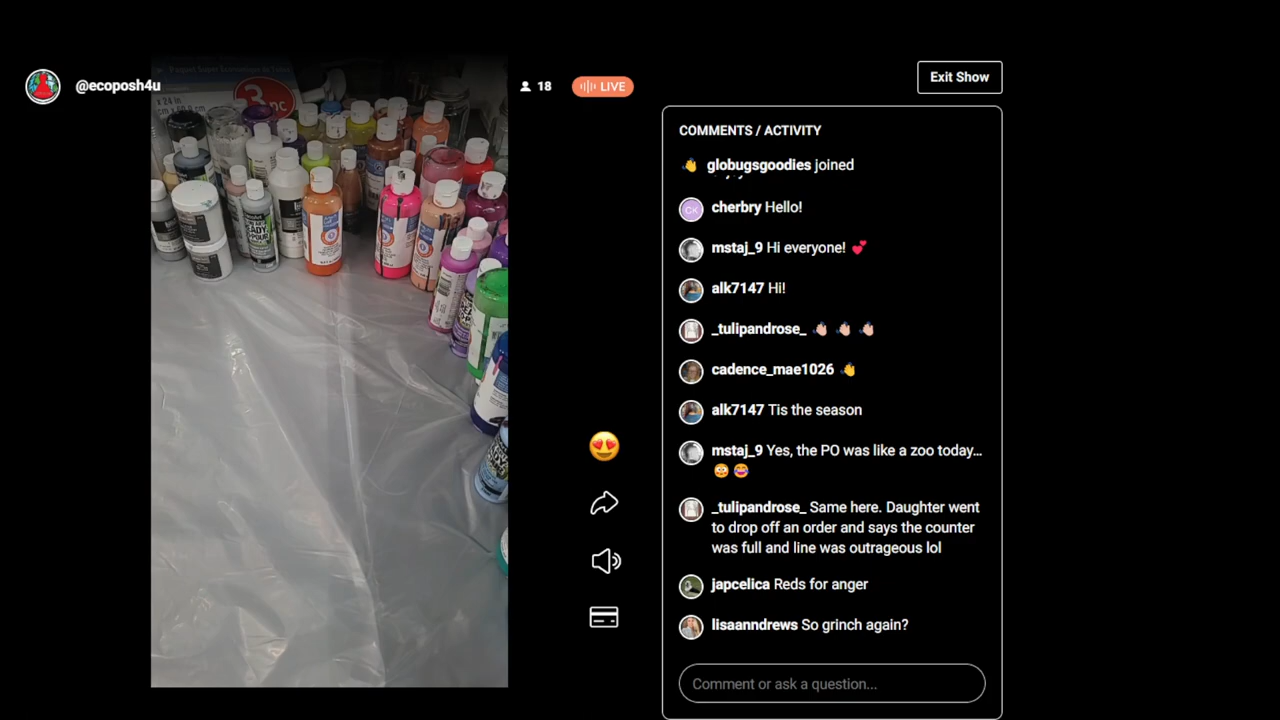 @ecoposh4u
18
LIVE
Exit Show
3 pc
COMMENTS / ACTIVITY
globugsgoodies joined
CK
cherbry Hello!
mstaj_9 Hi everyone! 💕
alk7147 Hi!
_tulipandrose_ 👋🏻 👋🏻 👋🏻
cadence_mae1026 👋
alk7147 Tis the season
mstaj_9 Yes, the PO was like a zoo today...
😳 😂
_tulipandrose_ Same here. Daughter went
to drop off an order and says the counter
was full and line was outrageous lol
japcelica Reds for anger
lisaanndrews So grinch again?
Comment or ask a question...